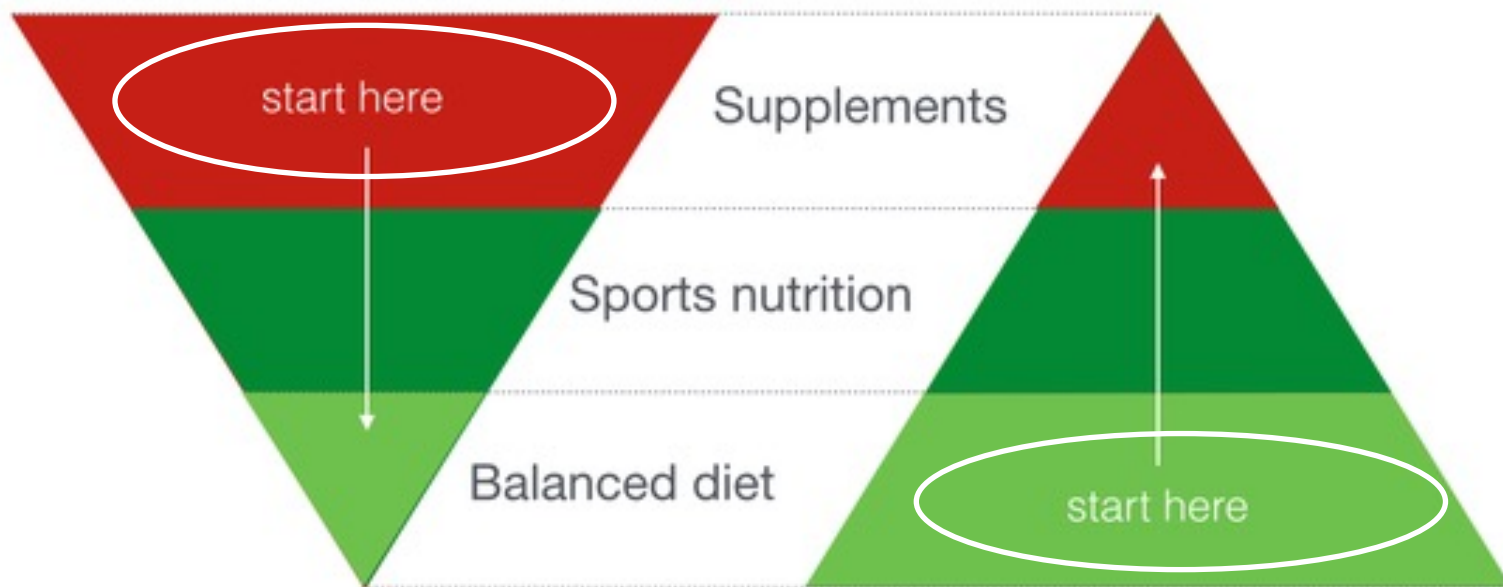 start here
Supplements
Sports nutrition
Balanced diet
start here